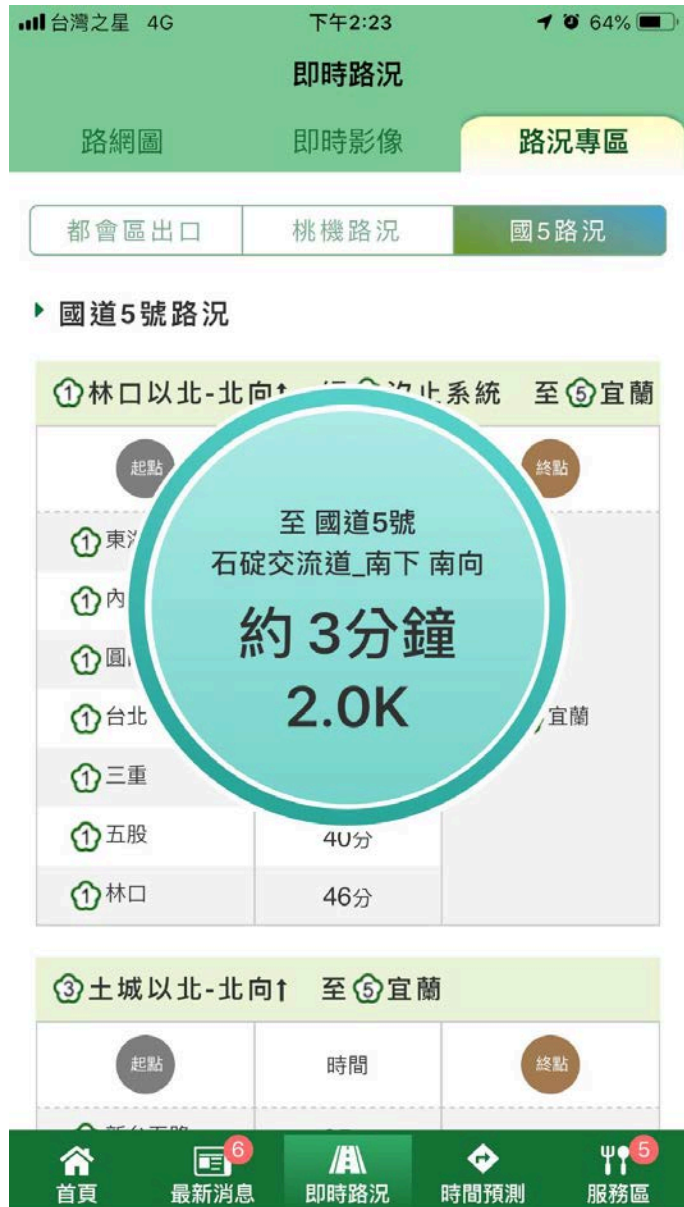 台灣之星 4G 下午2:23 64%
即時路況
路網圖 即時影像 路況專區
都會區出口 桃機路況 國5路況
國道5號路況
1林口以北-北向↑ 系統 至5宜蘭
起點 終點
至 國道5號
石碇交流道_南下 南向
約 3分鐘
2.0K
1東
1內
1圓
1台北 宜蘭
1三重
1五股 40分
1林口 46分
3土城以北-北向↑ 至5宜蘭
起點 時間 終點
6 5
首頁 最新消息 即時路況 時間預測 服務區